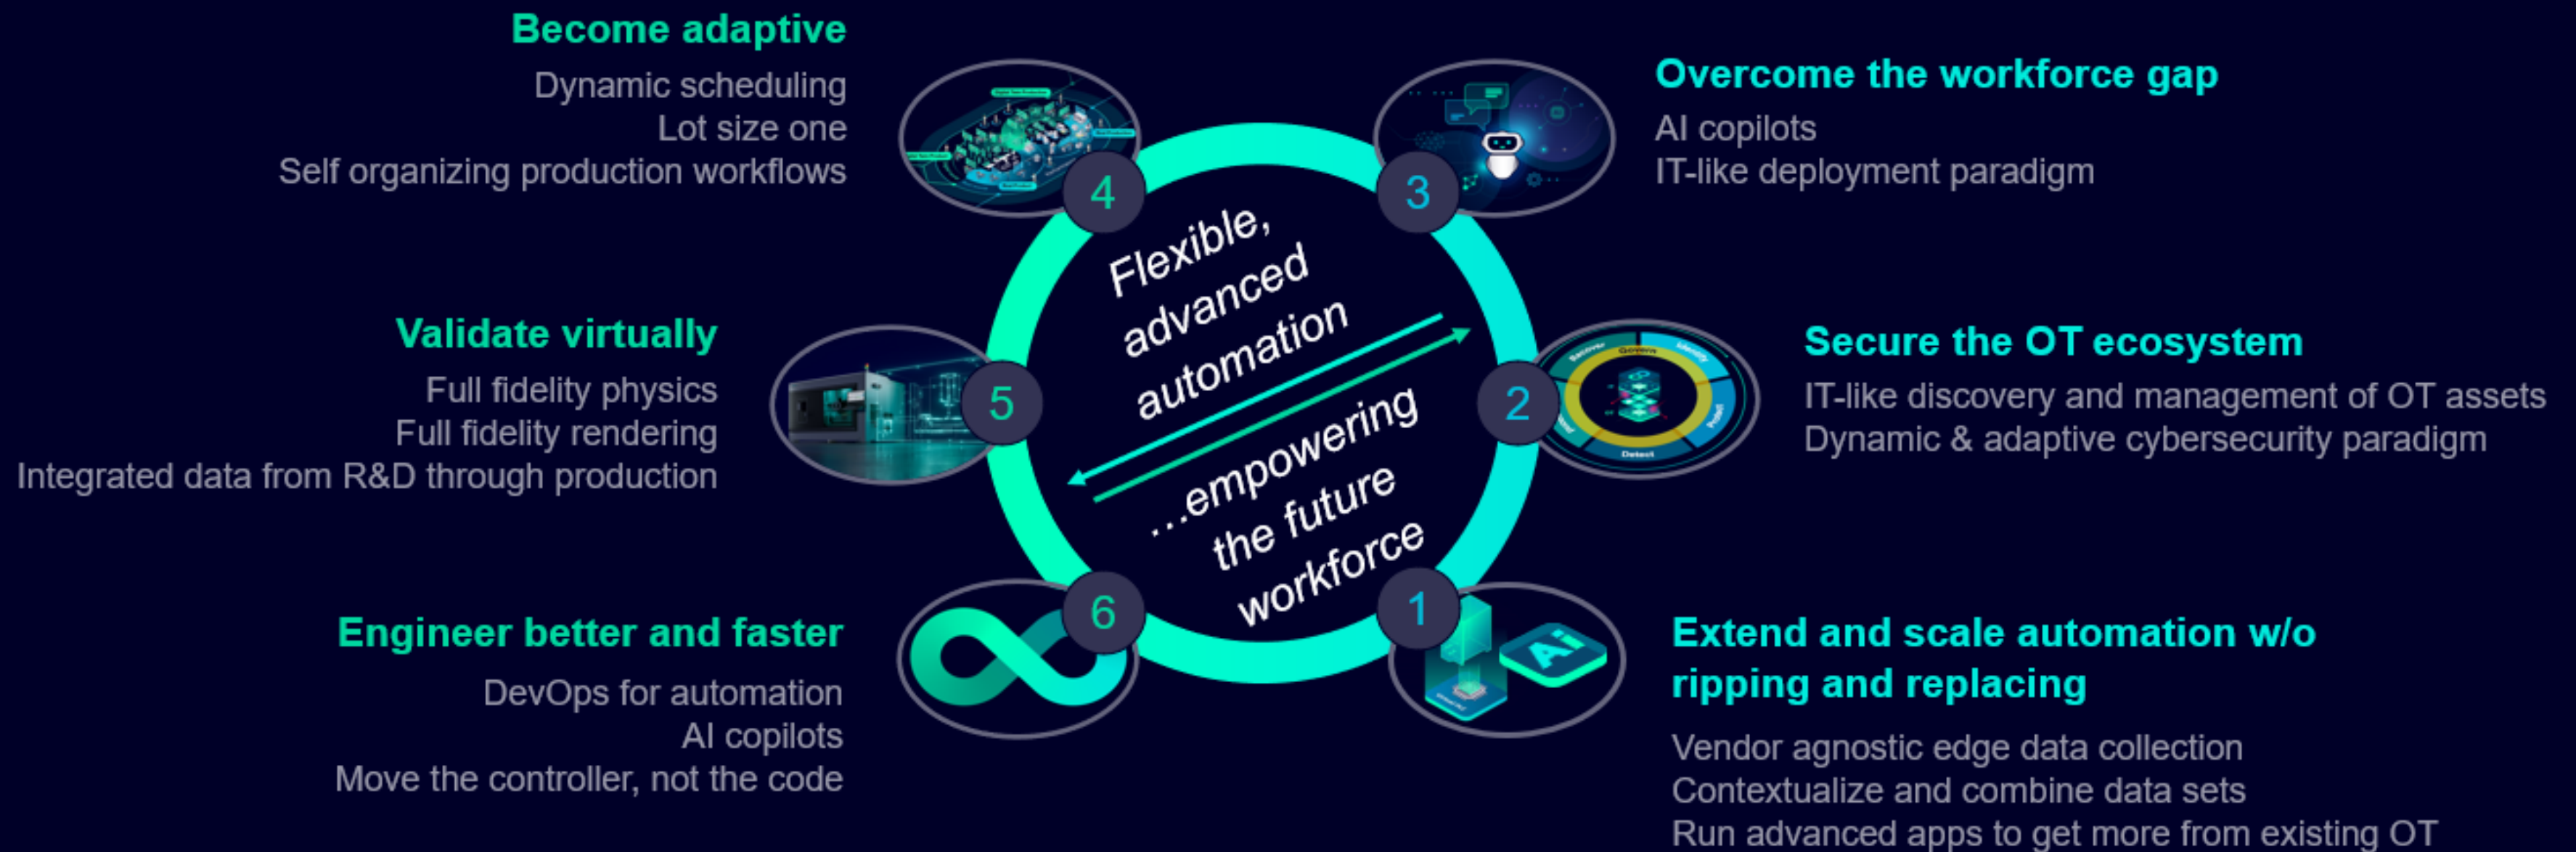 Become adaptive
Dynamic scheduling
Lot size one
Self organizing production workflows
Overcome the workforce gap
AI copilots
IT-like deployment paradigm
4
3
Flexible,
advanced
automation
...empowering
the future
workforce
Validate virtually
Full fidelity physics
Full fidelity rendering
Integrated data from R&D through production
5
2
Recover
Govern
Identify
Protect
Detect
Secure the OT ecosystem
IT-like discovery and management of OT assets
Dynamic & adaptive cybersecurity paradigm
Engineer better and faster
DevOps for automation
AI copilots
Move the controller, not the code
6
1
AI
Extend and scale automation w/o
ripping and replacing
Vendor agnostic edge data collection
Contextualize and combine data sets
Run advanced apps to get more from existing OT